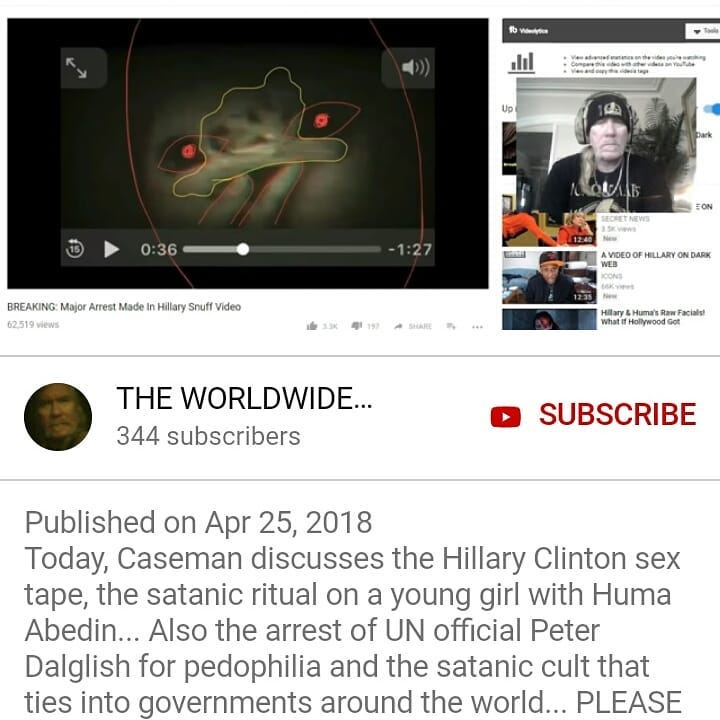 15
0:36
-1:27
BREAKING: Major Arrest Made In Hillary Snuff Video
62,519 views
3.3K 197 SHARE
Videolytics
Tools
View advanced statistics on the video you're watching
Compare this video with other videos on YouTube
View and copy this video's tags
Dark
SECRET NEWS
3.5K views
New
12:40
A VIDEO OF HILLARY ON DARK
WEB
ICONS
66K views
New
12:35
Hillary & Huma's Raw Facials!
What If Hollywood Got
THE WORLDWIDE...
344 subscribers
SUBSCRIBE
Published on Apr 25, 2018
Today, Caseman discusses the Hillary Clinton sex
tape, the satanic ritual on a young girl with Huma
Abedin... Also the arrest of UN official Peter
Dalglish for pedophilia and the satanic cult that
ties into governments around the world... PLEASE